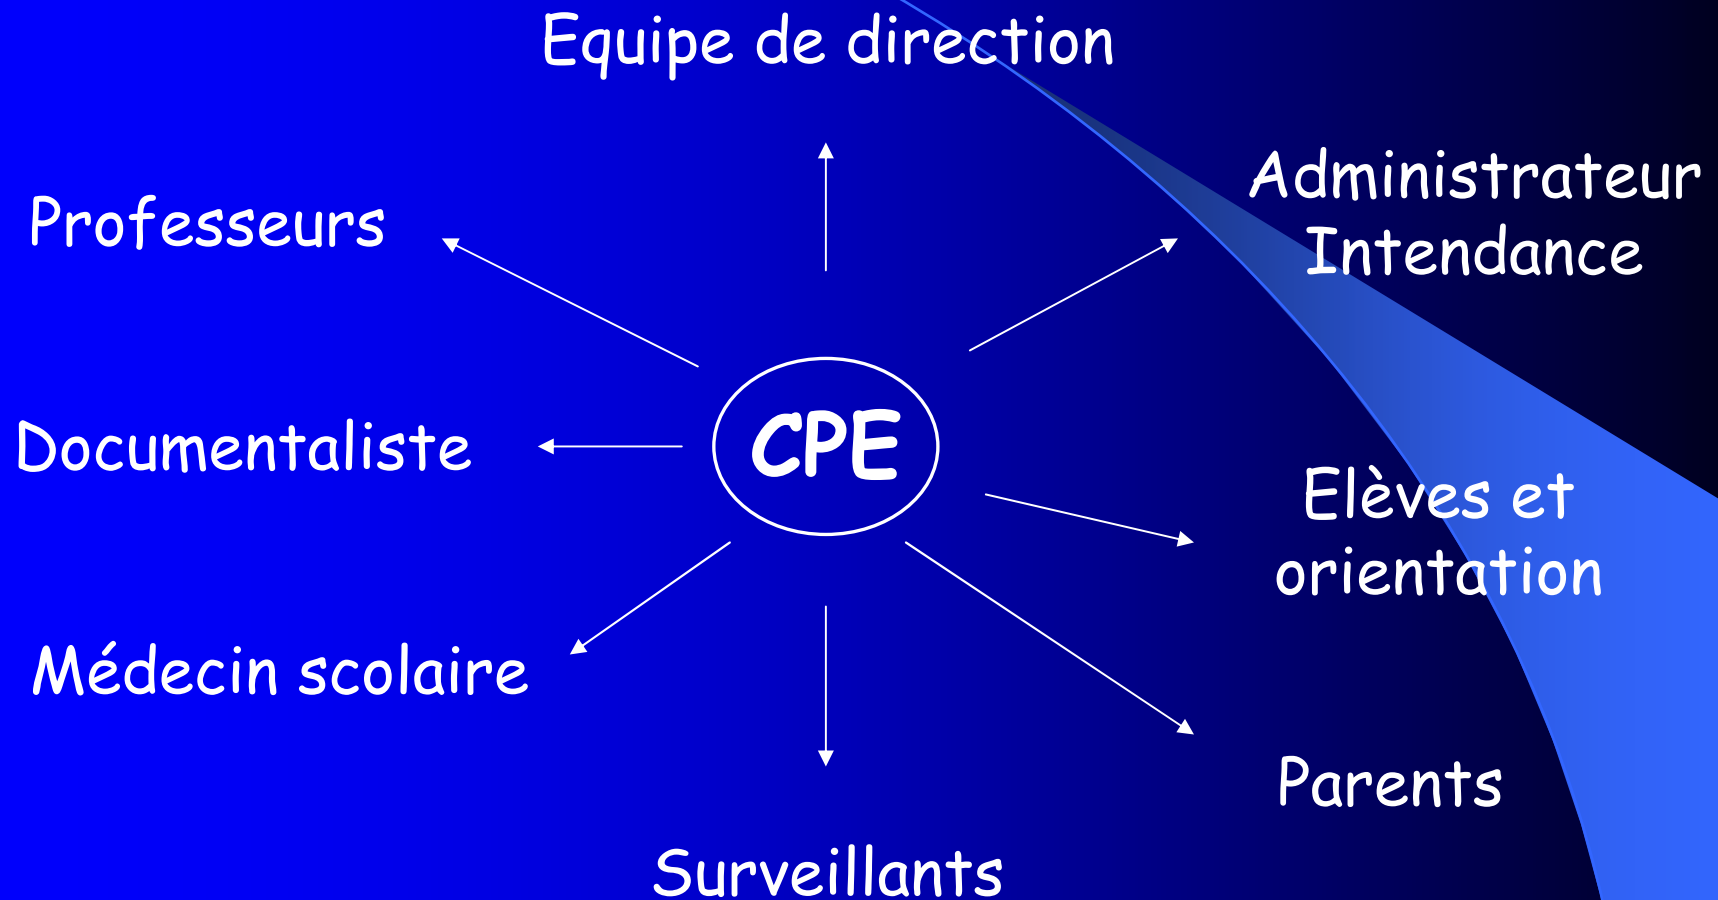 Equipe de direction
Administrateur
Intendance
Professeurs
CPE
Documentaliste
Elèves et
orientation
Médecin scolaire
Parents
Surveillants